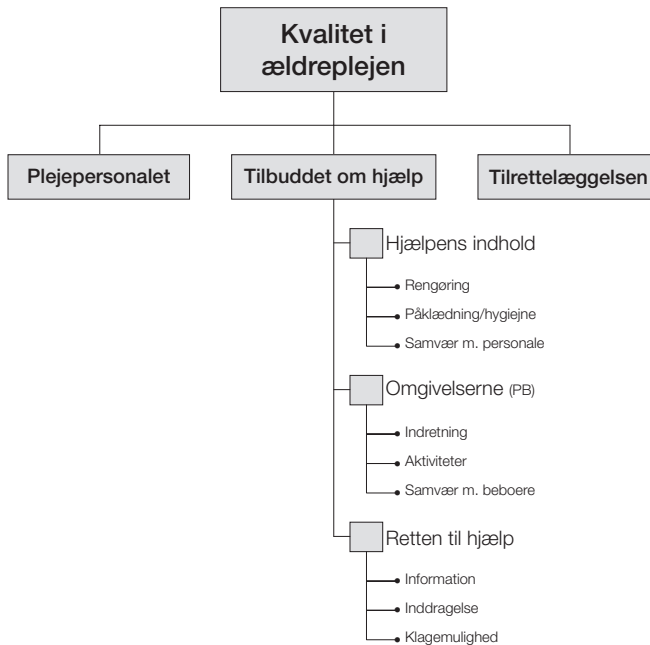 Kvalitet i
ældreplejen
Plejepersonalet
Tilbuddet om hjælp
Tilrettelæggelsen
Hjælpens indhold
Rengøring
Påklædning/hygiejne
Samvær m. personale
Omgivelserne (PB)
Indretning
Aktiviteter
Samvær m. beboere
Retten til hjælp
Information
Inddragelse
Klagemulighed